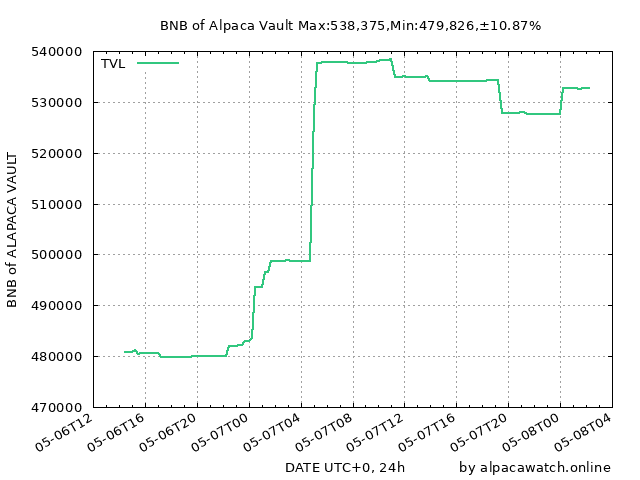 BNB of Alpaca Vault Max:538,375,Min:479,826,±10.87%
TVL
540000
530000
520000
510000
500000
490000
480000
470000
BNB of ALAPACA VAULT
05-06T12
05-06T16
05-06T20
05-07T00
05-07T04
05-07T08
05-07T12
05-07T16
05-07T20
05-08T00
05-08T04
DATE UTC+0, 24h
by alpacawatch.online